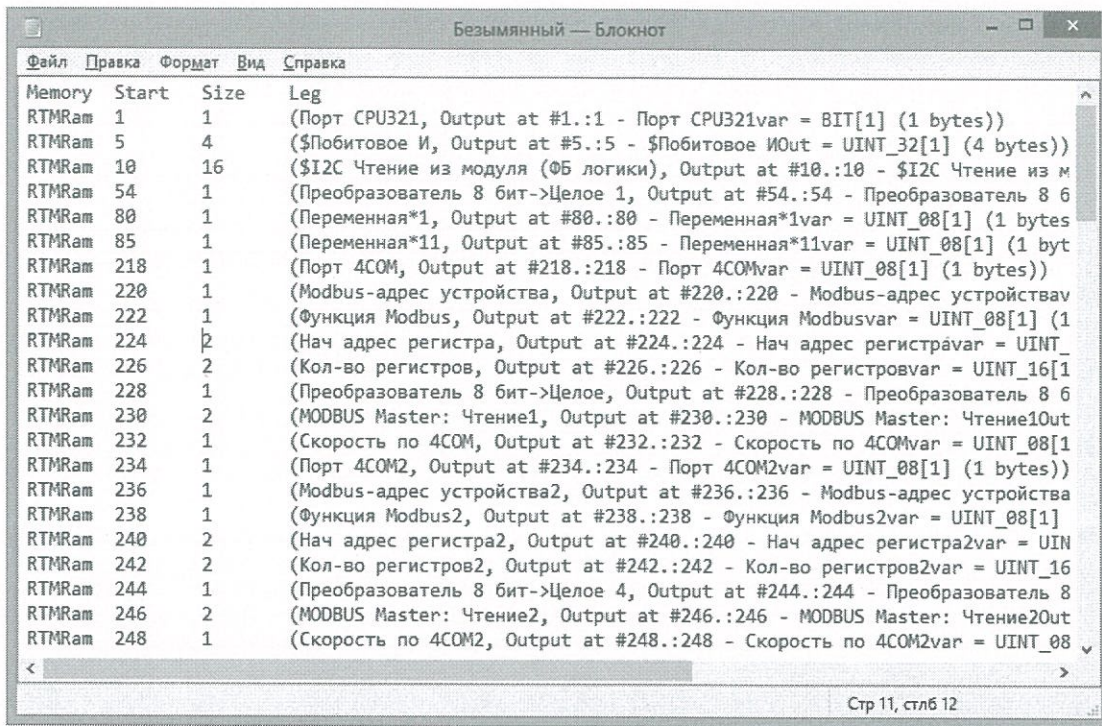 Безымянный — Блокнот
Файл Правка Формат Вид Справка
Memory Start Size Leg
RTMRam 1 1 (Порт CPU321, Output at #1.:1 - Порт CPU321var = BIT[1] (1 bytes))
RTMRam 5 4 ($Побитовое И, Output at #5.:5 - $Побитовое ИOut = UINT_32[1] (4 bytes))
RTMRam 10 16 ($I2C Чтение из модуля (ФБ логики), Output at #10.:10 - $I2C Чтение из м
RTMRam 54 1 (Преобразователь 8 бит->Целое 1, Output at #54.:54 - Преобразователь 8 б
RTMRam 80 1 (Переменная*1, Output at #80.:80 - Переменная*1var = UINT_08[1] (1 bytes
RTMRam 85 1 (Переменная*11, Output at #85.:85 - Переменная*11var = UINT_08[1] (1 byt
RTMRam 218 1 (Порт 4COM, Output at #218.:218 - Порт 4COMvar = UINT_08[1] (1 bytes))
RTMRam 220 1 (Modbus-адрес устройства, Output at #220.:220 - Modbus-адрес устройстваv
RTMRam 222 1 (Функция Modbus, Output at #222.:222 - Функция Modbusvar = UINT_08[1] (1
RTMRam 224 2 (Нач адрес регистра, Output at #224.:224 - Нач адрес регистраvar = UINT_
RTMRam 226 2 (Кол-во регистров, Output at #226.:226 - Кол-во регистровvar = UINT_16[1
RTMRam 228 1 (Преобразователь 8 бит->Целое, Output at #228.:228 - Преобразователь 8 б
RTMRam 230 2 (MODBUS Master: Чтение1, Output at #230.:230 - MODBUS Master: Чтение1Out
RTMRam 232 1 (Скорость по 4COM, Output at #232.:232 - Скорость по 4COMvar = UINT_08[1
RTMRam 234 1 (Порт 4COM2, Output at #234.:234 - Порт 4COM2var = UINT_08[1] (1 bytes))
RTMRam 236 1 (Modbus-адрес устройства2, Output at #236.:236 - Modbus-адрес устройства
RTMRam 238 1 (Функция Modbus2, Output at #238.:238 - Функция Modbus2var = UINT_08[1]
RTMRam 240 2 (Нач адрес регистра2, Output at #240.:240 - Нач адрес регистра2var = UIN
RTMRam 242 2 (Кол-во регистров2, Output at #242.:242 - Кол-во регистров2var = UINT_16
RTMRam 244 1 (Преобразователь 8 бит->Целое 4, Output at #244.:244 - Преобразователь 8
RTMRam 246 2 (MODBUS Master: Чтение2, Output at #246.:246 - MODBUS Master: Чтение2Out
RTMRam 248 1 (Скорость по 4COM2, Output at #248.:248 - Скорость по 4COM2var = UINT_08
Стр 11, стлб 12